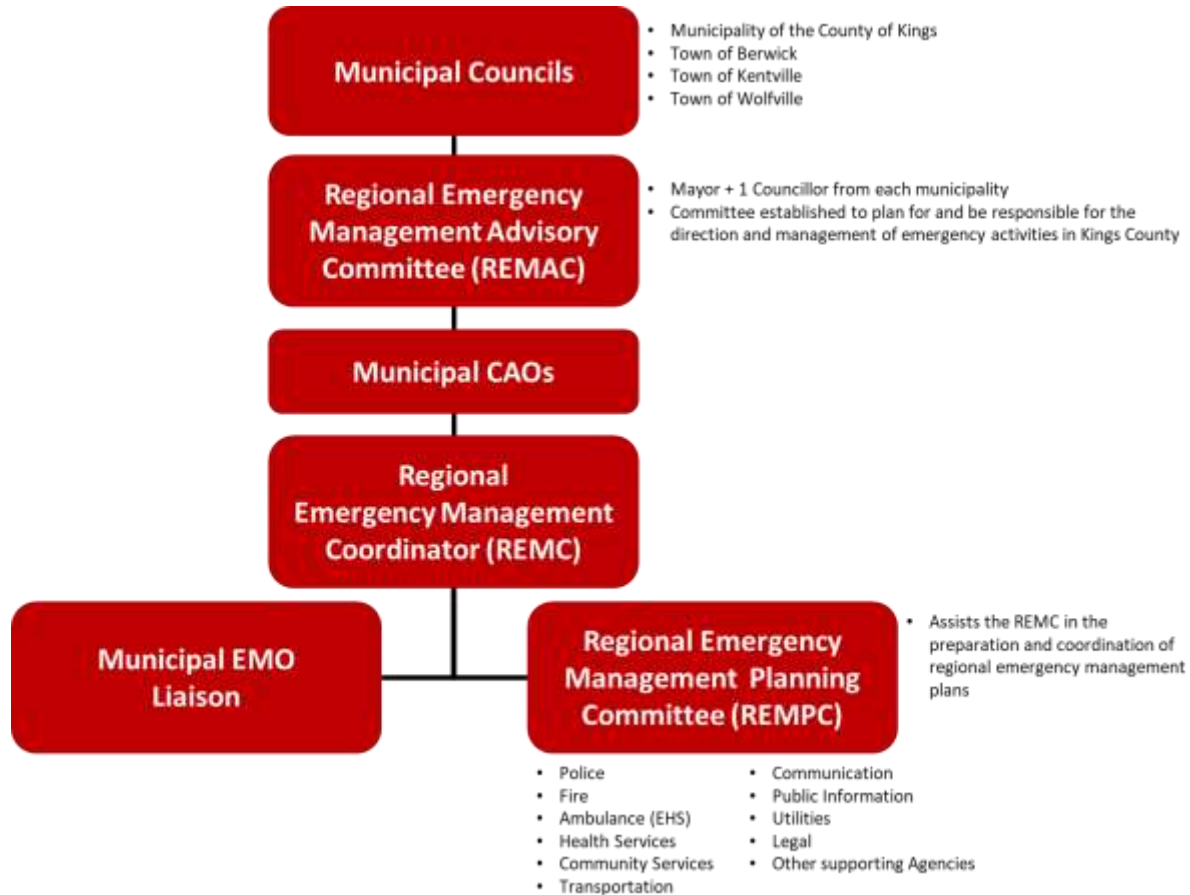 Municipal Councils
• Municipality of the County of Kings
• Town of Berwick
• Town of Kentville
• Town of Wolfville
Regional Emergency
Management Advisory
Committee (REMAC)
• Mayor + 1 Councillor from each municipality
• Committee established to plan for and be responsible for the
direction and management of emergency activities in Kings County
Municipal CAOs
Regional
Emergency Management
Coordinator (REMC)
Municipal EMO
Liaison
Regional Emergency
Management Planning
Committee (REMPC)
• Assists the REMC in the
preparation and coordination of
regional emergency management
plans
• Police
• Fire
• Ambulance (EHS)
• Health Services
• Community Services
• Transportation
• Communication
• Public Information
• Utilities
• Legal
• Other supporting Agencies